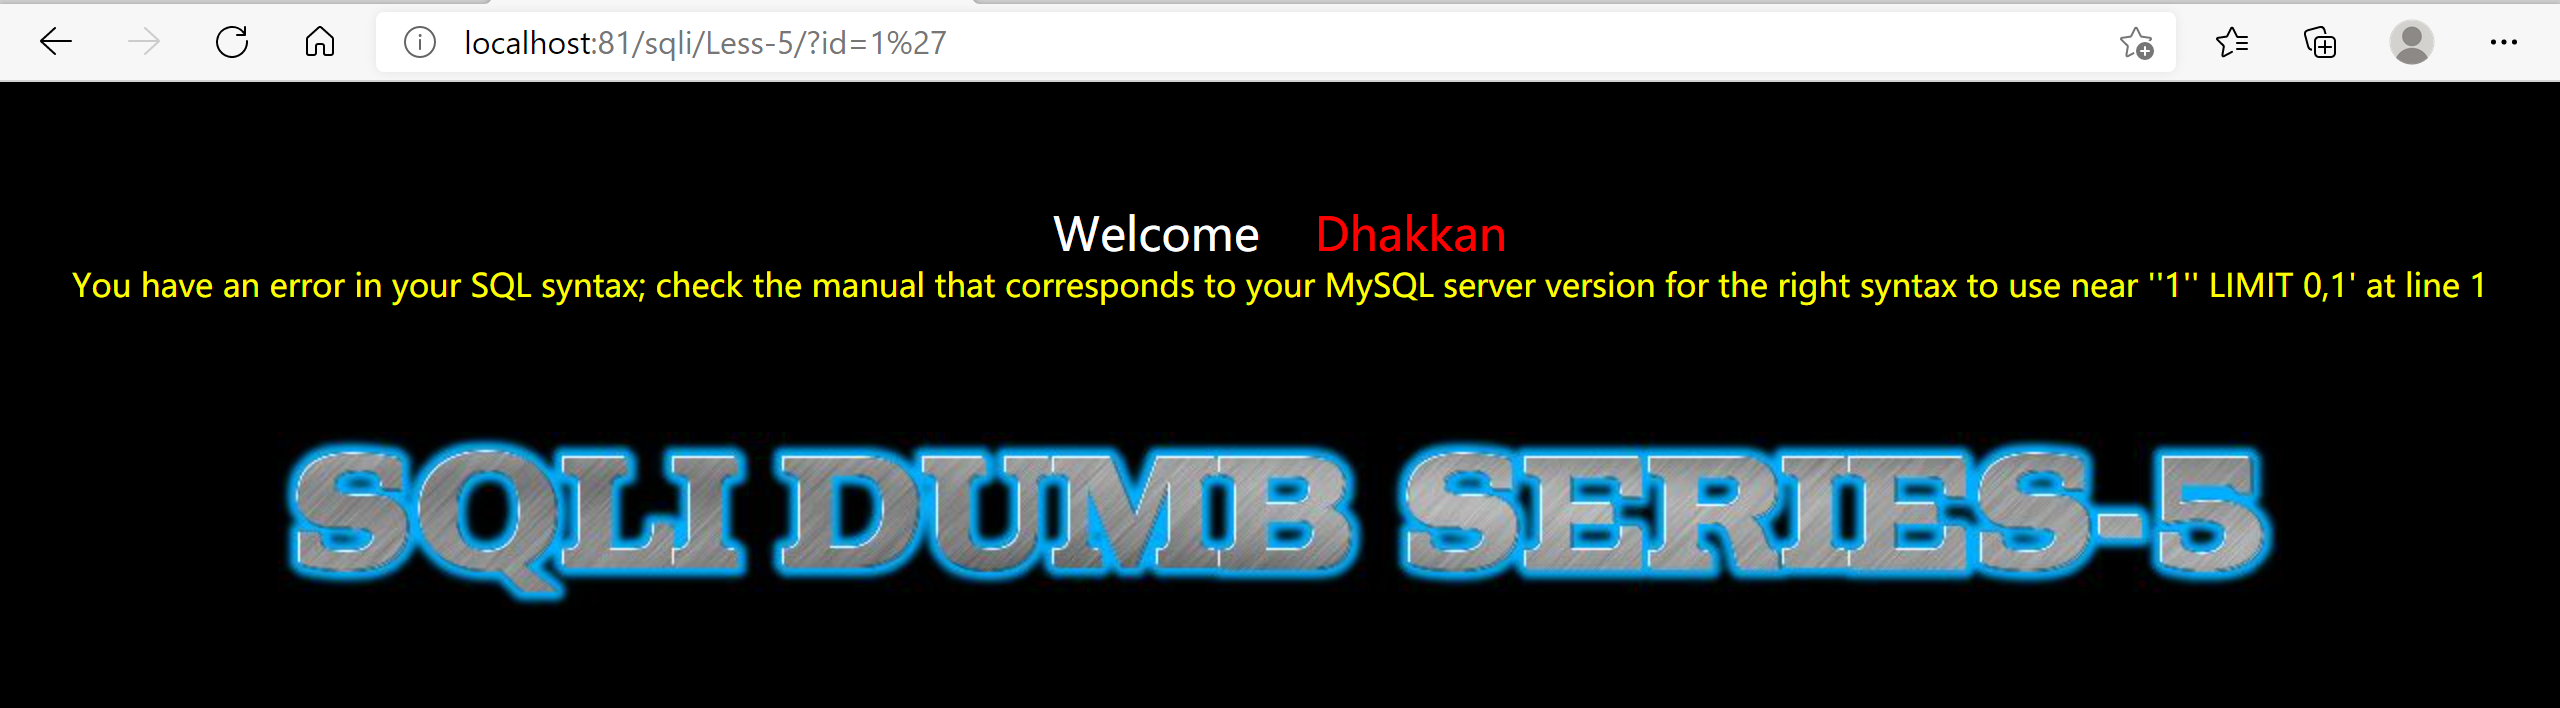 localhost:81/sqli/Less-5/?id=1%27
Welcome Dhakkan
You have an error in your SQL syntax; check the manual that corresponds to your MySQL server version for the right syntax to use near ''1'' LIMIT 0,1' at line 1
SQLI DUMB SERIES-5